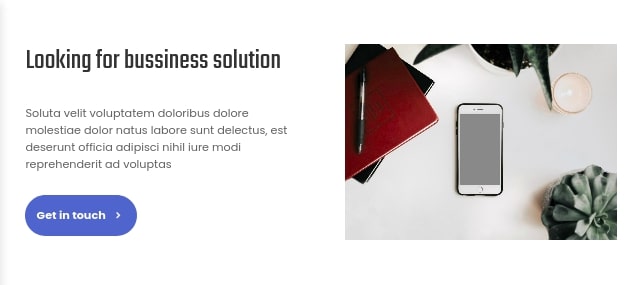 Looking for bussiness solution
Soluta velit voluptatem doloribus dolore
molestiae dolor natus labore sunt delectus, est
deserunt officia adipisci nihil iure modi
reprehenderit ad voluptas
Get in touch